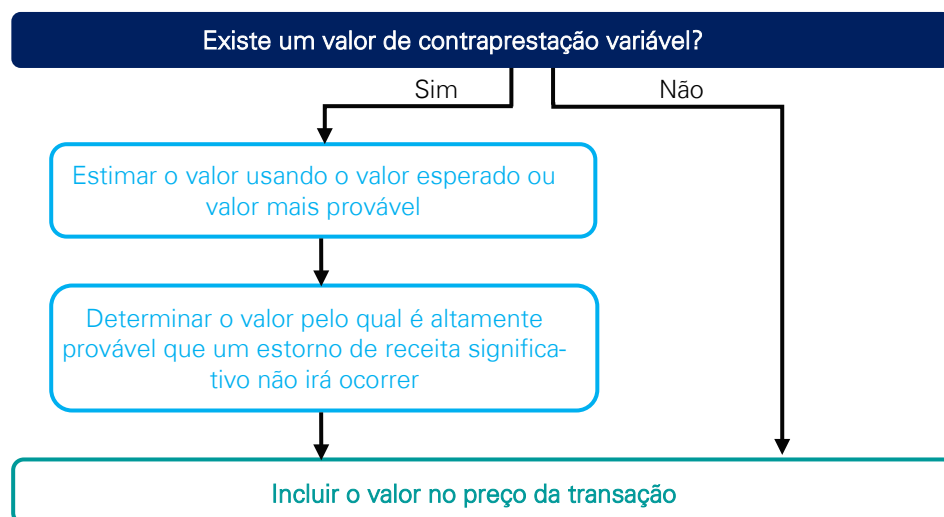 Existe um valor de contraprestação variável?
Sim
Não
Estimar o valor usando o valor esperado ou
valor mais provável
Determinar o valor pelo qual é altamente
provável que um estorno de receita significa-
tivo não irá ocorrer
Incluir o valor no preço da transação